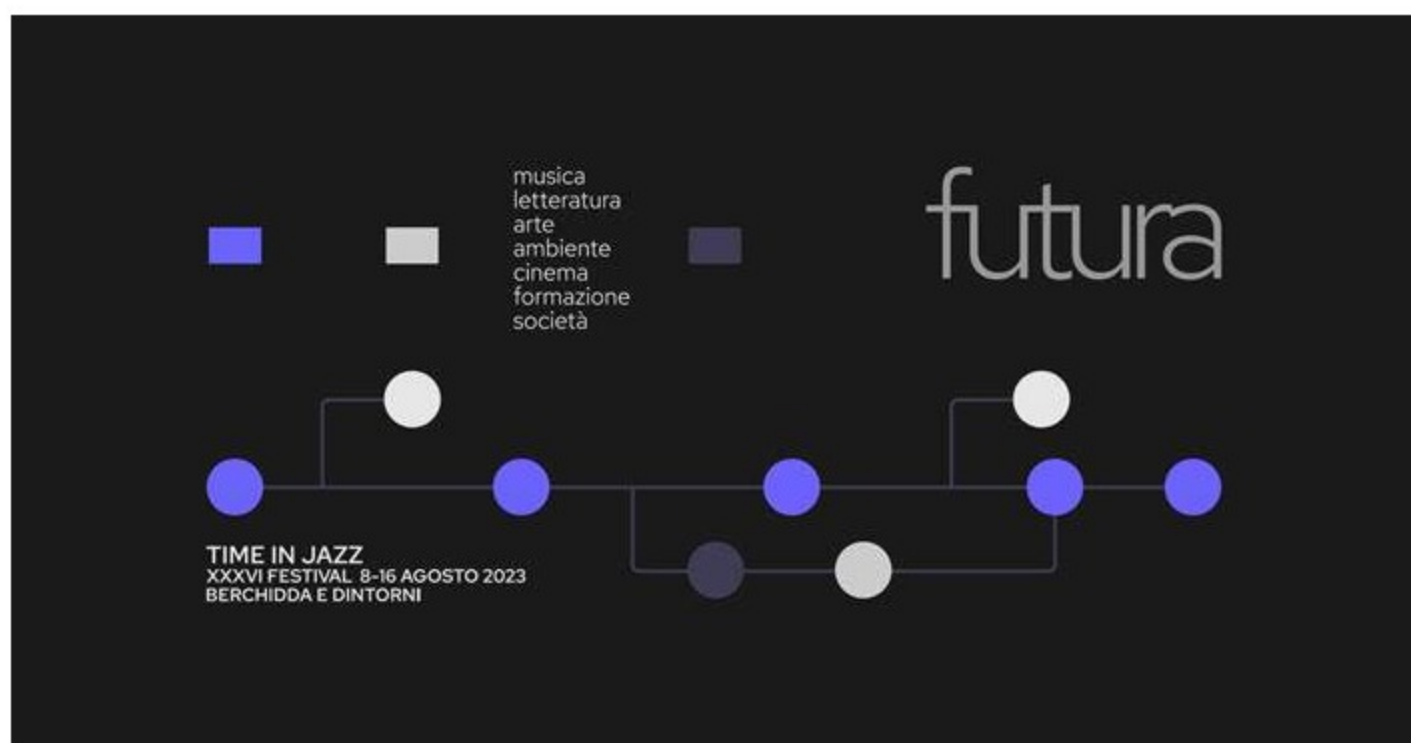 musica
letteratura
arte
ambiente
cinema
formazione
società
futura
TIME IN JAZZ
XXXVI FESTIVAL 8-16 AGOSTO 2023
BERCHIDDA E DINTORNI